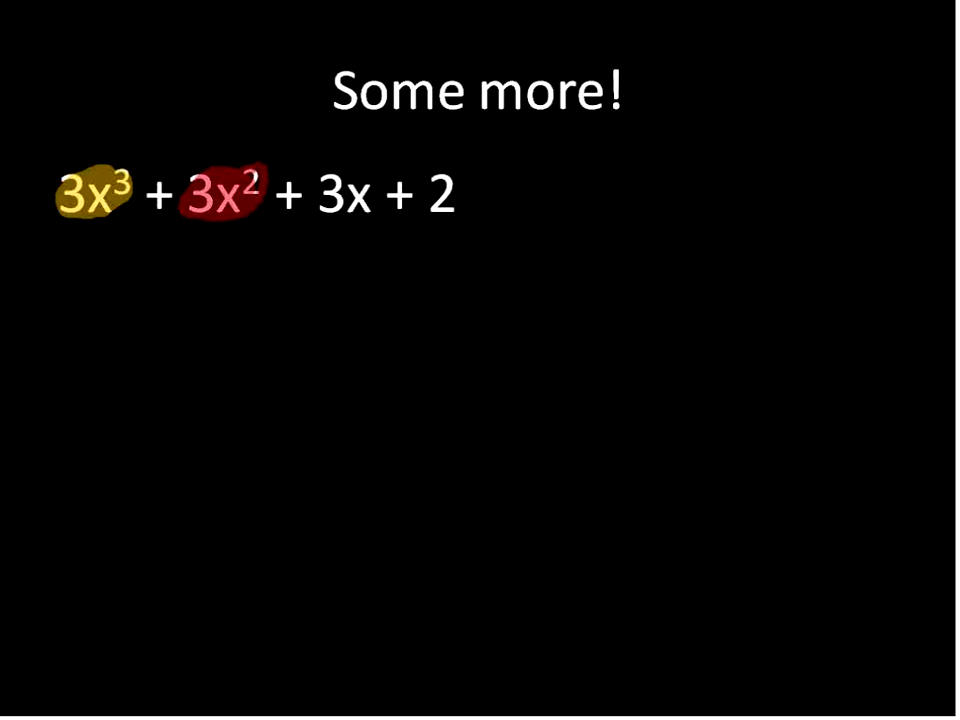 Some more!
3x³ + 3x² + 3x + 2